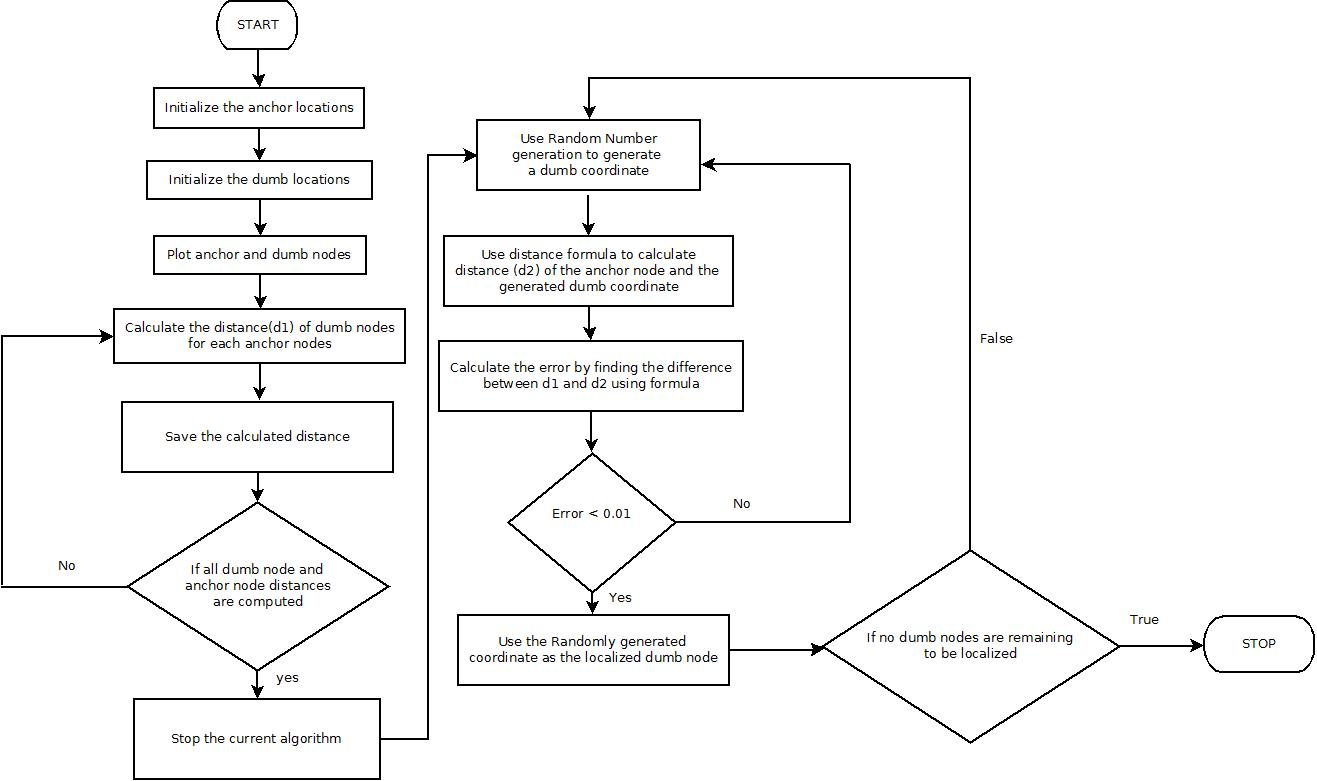 START
Initialize the anchor locations
Initialize the dumb locations
Plot anchor and dumb nodes
Calculate the distance(d1) of dumb nodes
for each anchor nodes
Save the calculated distance
If all dumb node and
anchor node distances
are computed
No
yes
Stop the current algorithm
Use Random Number
generation to generate
a dumb coordinate
Use distance formula to calculate
distance (d2) of the anchor node and the
generated dumb coordinate
Calculate the error by finding the difference
between d1 and d2 using formula
Error < 0.01
No
Yes
Use the Randomly generated
coordinate as the localized dumb node
If no dumb nodes are remaining
to be localized
False
True
STOP